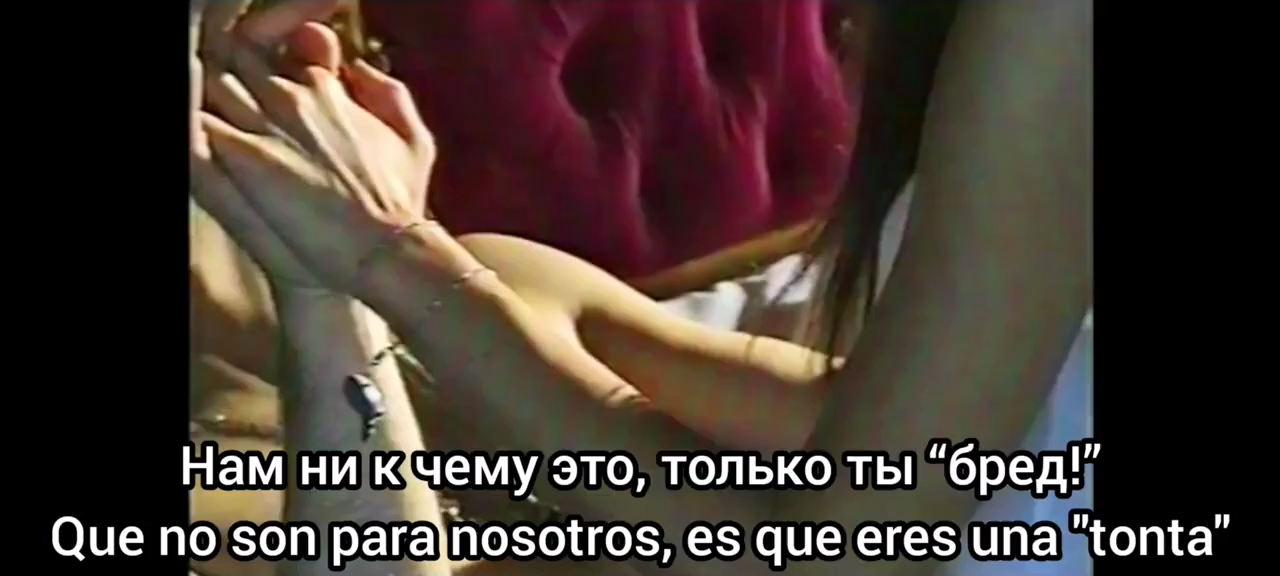 Нам ни к чему это, только ты “бред!”
Que no son para nosotros, es que eres una "tonta"